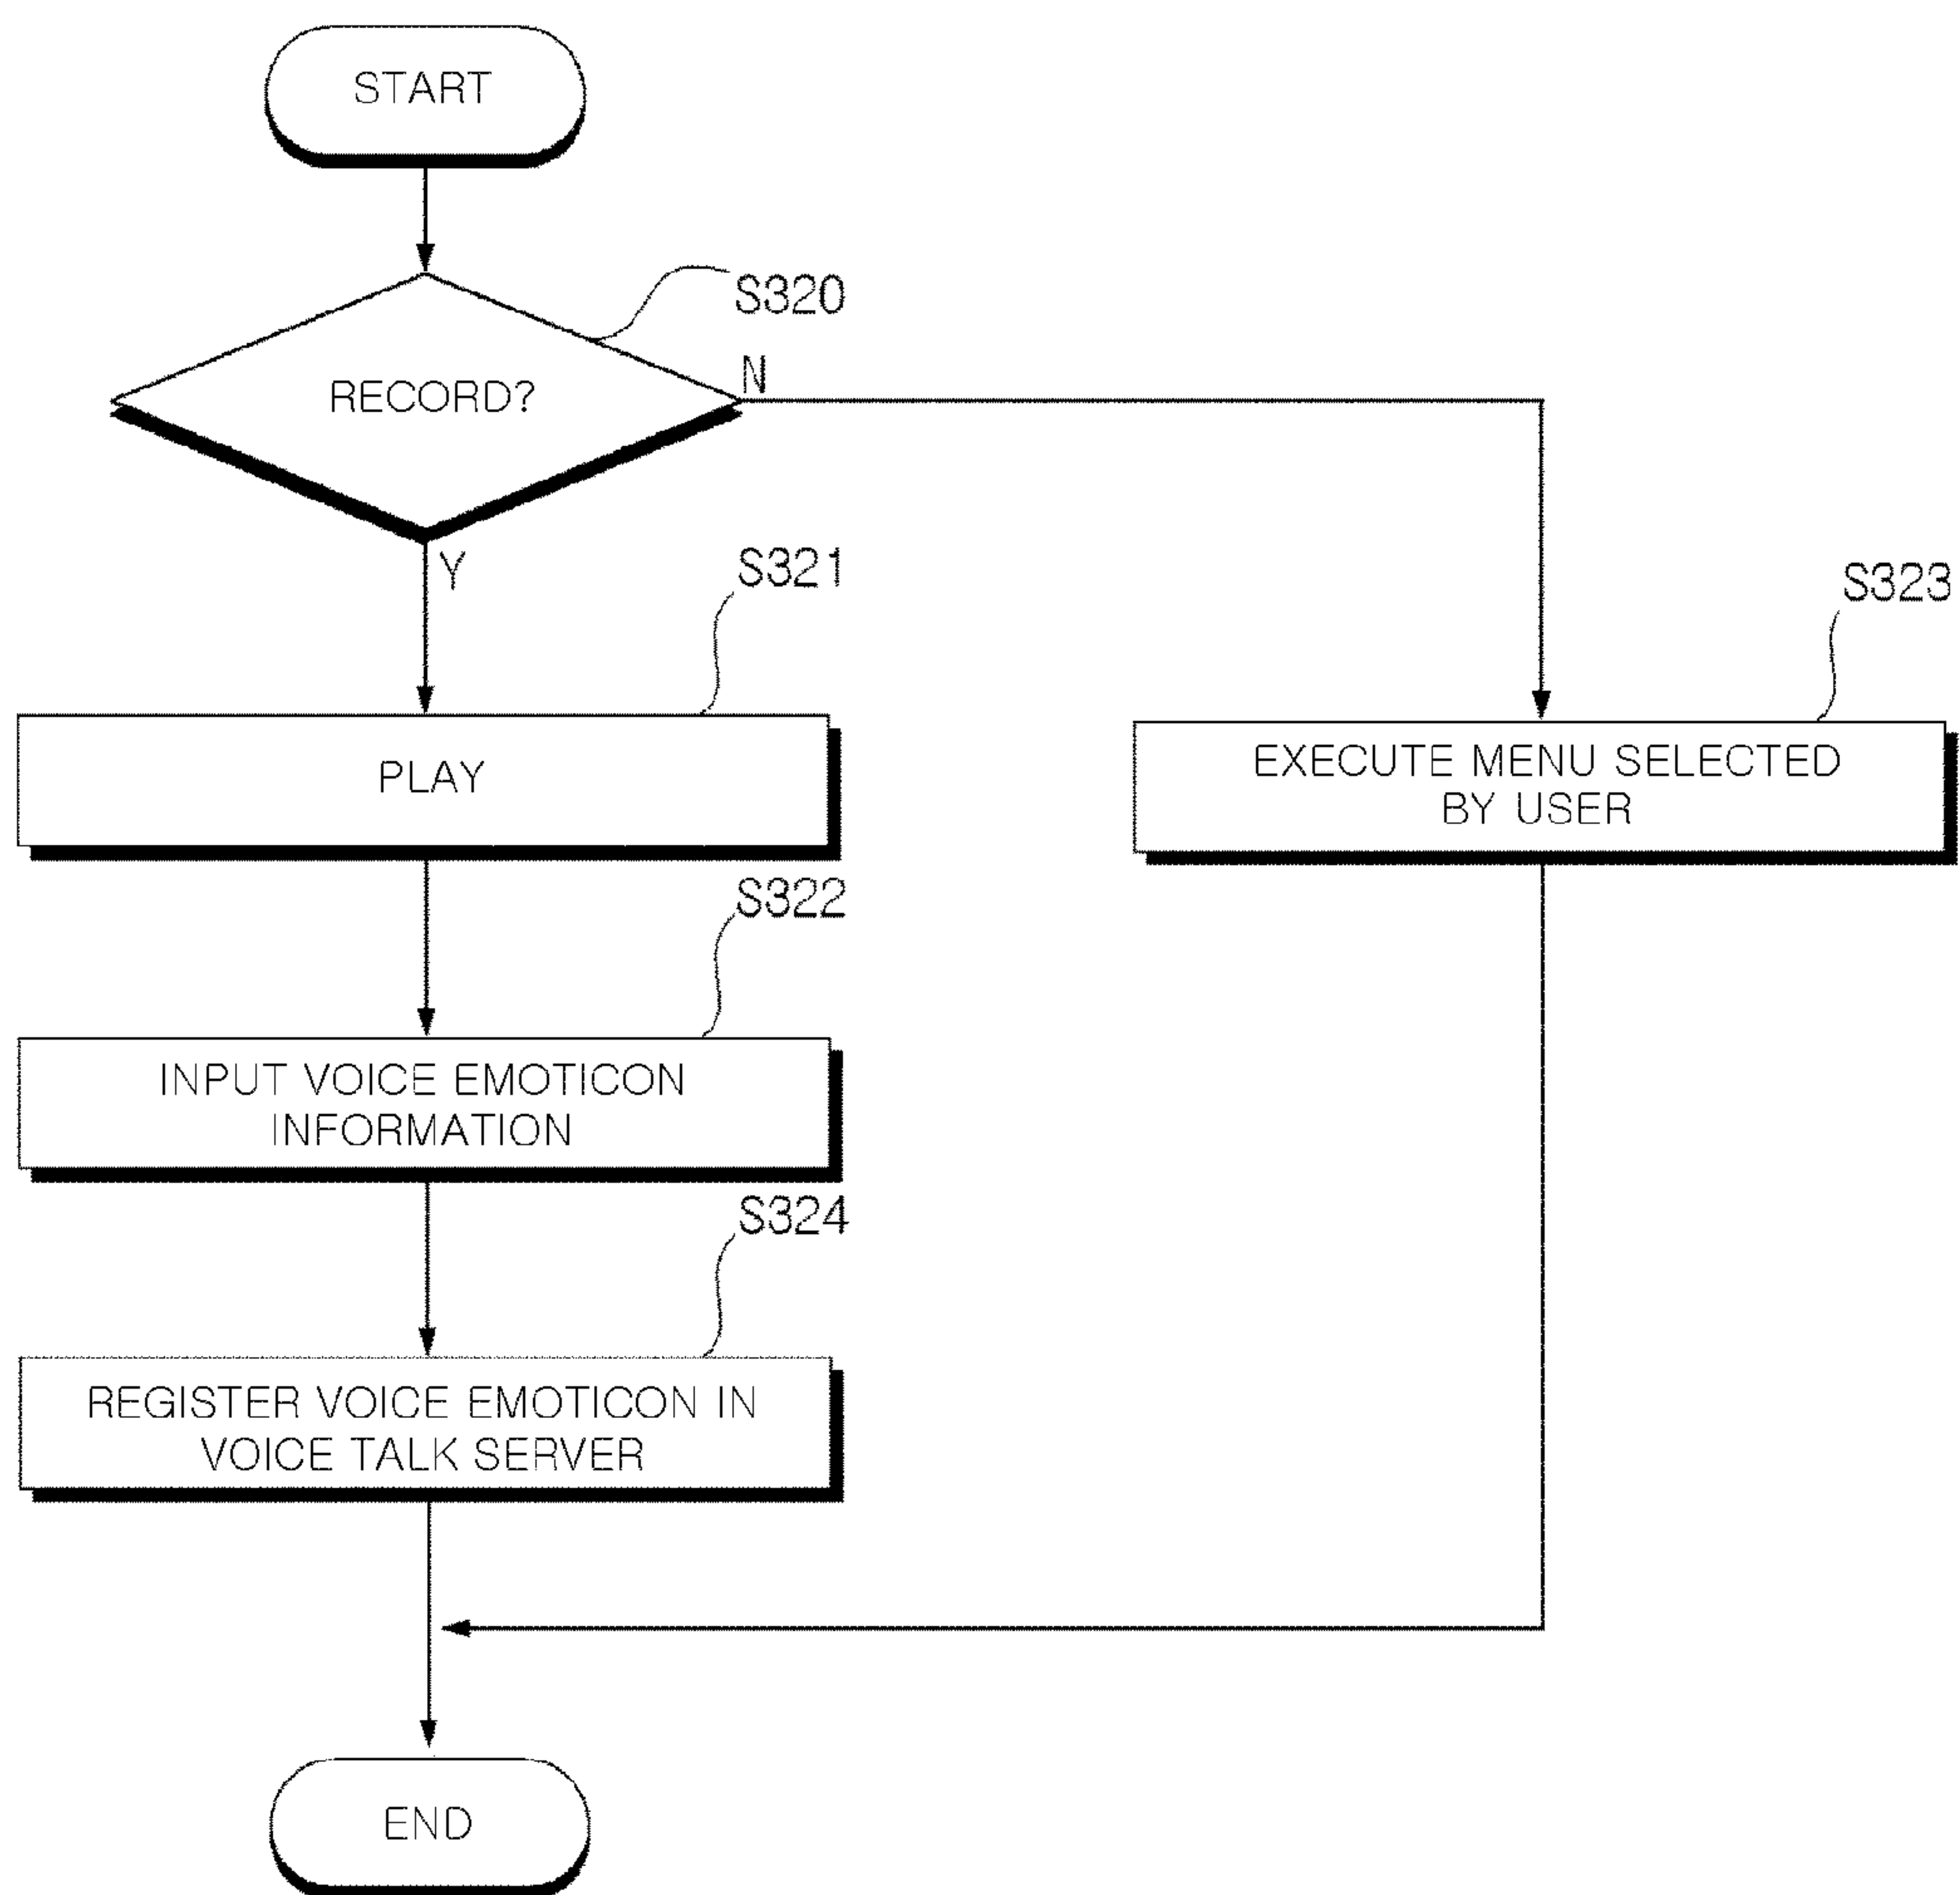 START
S320
RECORD?
N
Y
S321
PLAY
S323
EXECUTE MENU SELECTED
BY USER
S322
INPUT VOICE EMOTICON
INFORMATION
S324
REGISTER VOICE EMOTICON IN
VOICE TALK SERVER
END